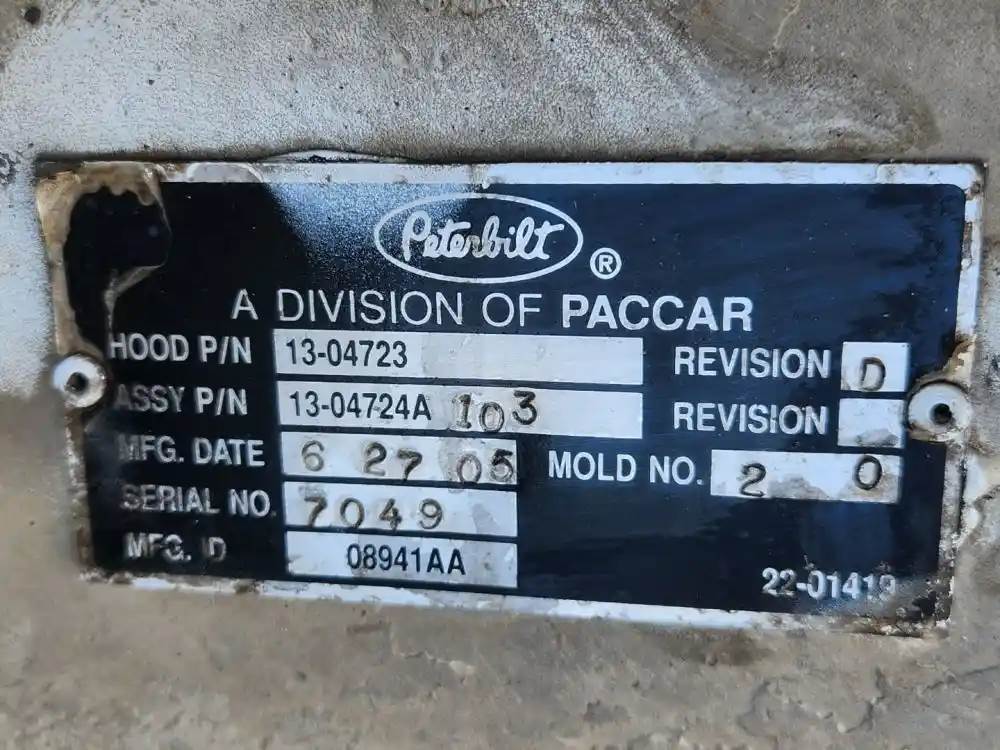 Peterbilt ®
A DIVISION OF PACCAR
HOOD P/N 13-04723 REVISION D
ASSY P/N 13-04724A 103 REVISION
MFG. DATE 6 27 05 MOLD NO. 2 0
SERIAL NO. 7049
MFG. ID 08941AA
22-01419